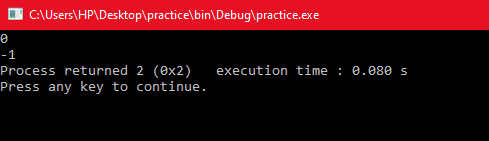 C:\Users\HP\Desktop\practice\bin\Debug\practice.exe
0
-1
Process returned 2 (0x2)   execution time : 0.080 s
Press any key to continue.